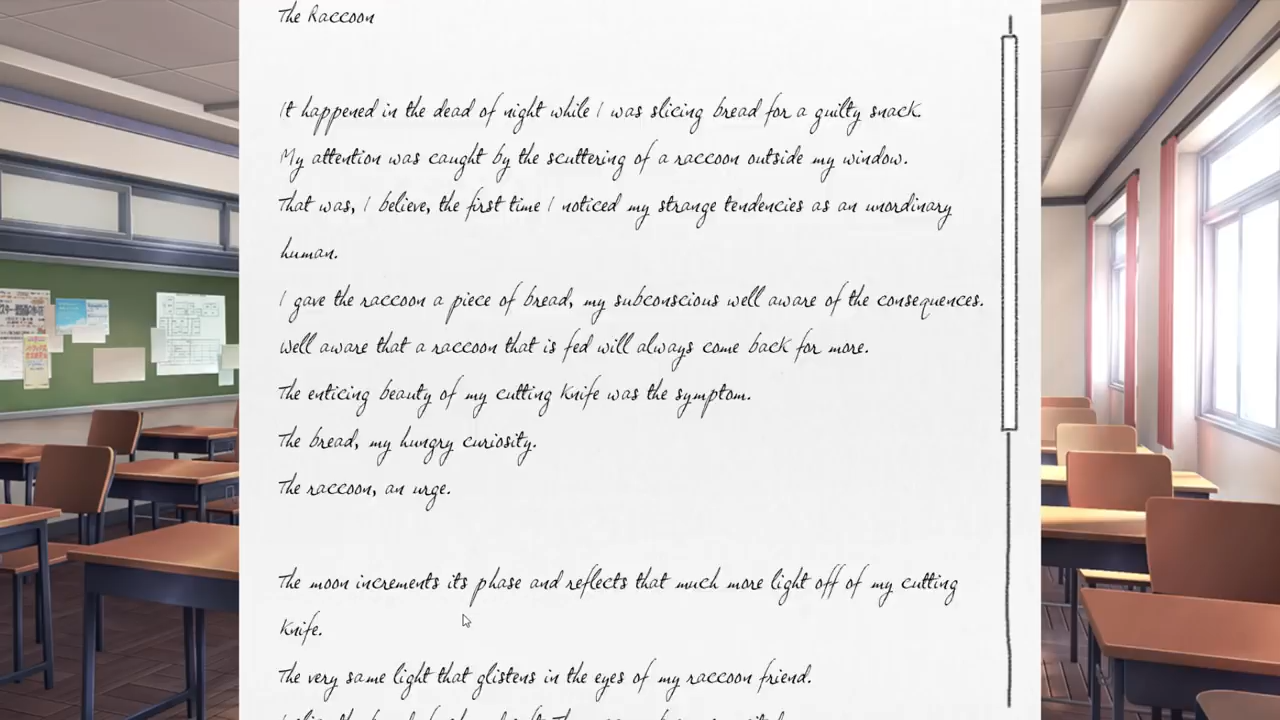 The Raccoon
It happened in the dead of night while I was slicing bread for a guilty snack.
My attention was caught by the scuttering of a raccoon outside my window.
That was, I believe, the first time I noticed my strange tendencies as an unordinary
human.
I gave the raccoon a piece of bread, my subconscious well aware of the consequences.
Well aware that a raccoon that is fed will always come back for more.
The enticing beauty of my cutting knife was the symptom.
The bread, my hungry curiosity.
The raccoon, an urge.
The moon increments its phase and reflects that much more light off of my cutting
knife.
The very same light that glistens in the eyes of my raccoon friend.